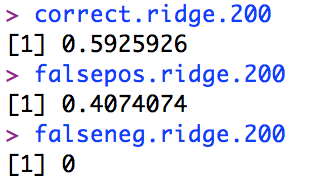 > correct.ridge.200
[1] 0.5925926
> falsepos.ridge.200
[1] 0.4074074
> falseneg.ridge.200
[1] 0